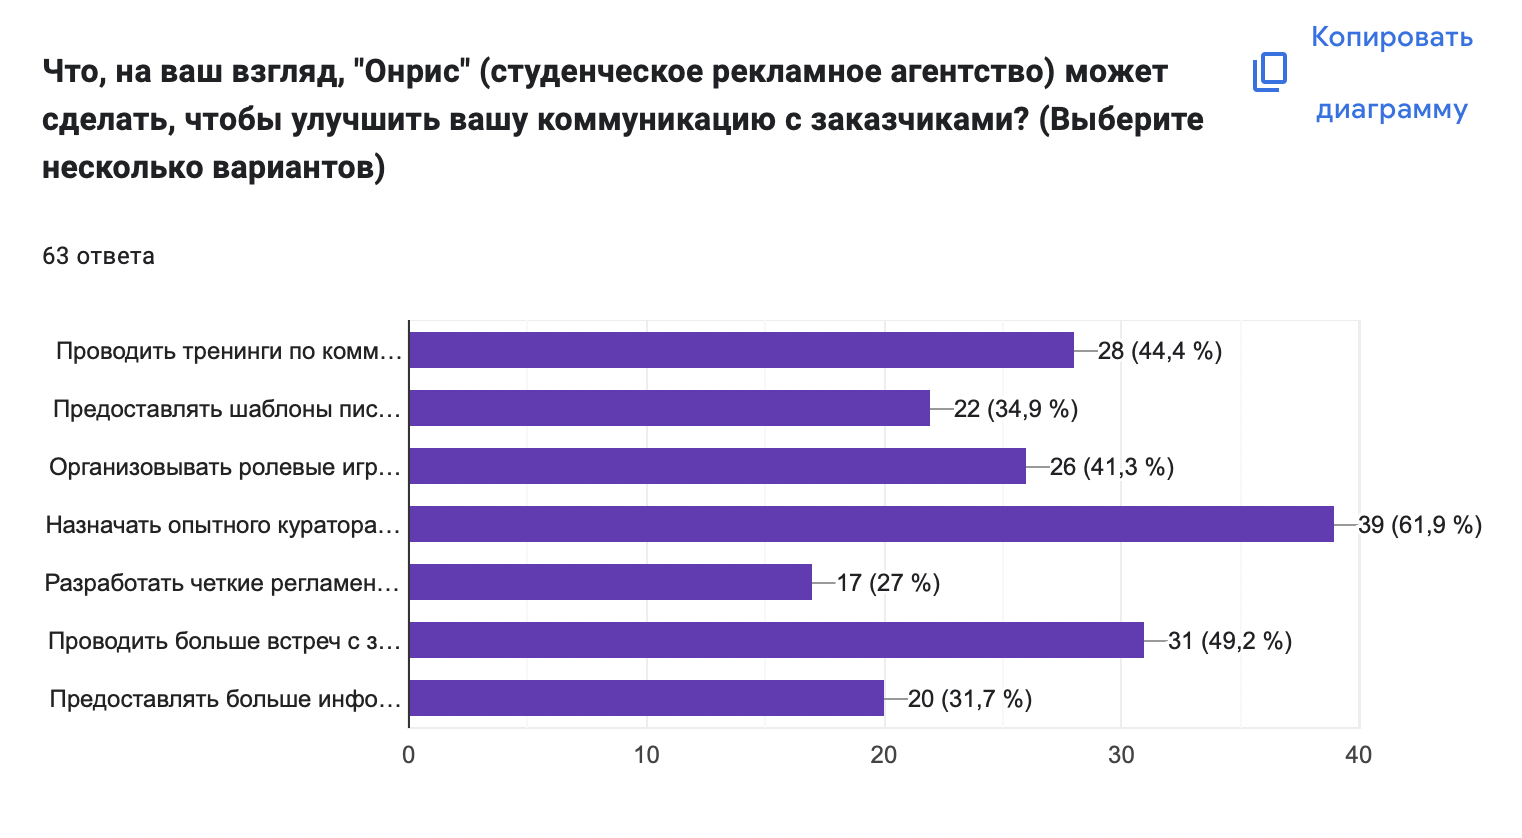 Что, на ваш взгляд, "Онрис" (студенческое рекламное агентство) может
сделать, чтобы улучшить вашу коммуникацию с заказчиками? (Выберите
несколько вариантов)
Копировать
диаграмму
63 ответа
Проводить тренинги по комм… 28 (44,4 %)
Предоставлять шаблоны пис… 22 (34,9 %)
Организовывать ролевые игр… 26 (41,3 %)
Назначать опытного куратора… 39 (61,9 %)
Разработать четкие регламен… 17 (27 %)
Проводить больше встреч с з… 31 (49,2 %)
Предоставлять больше инфо… 20 (31,7 %)
0 10 20 30 40